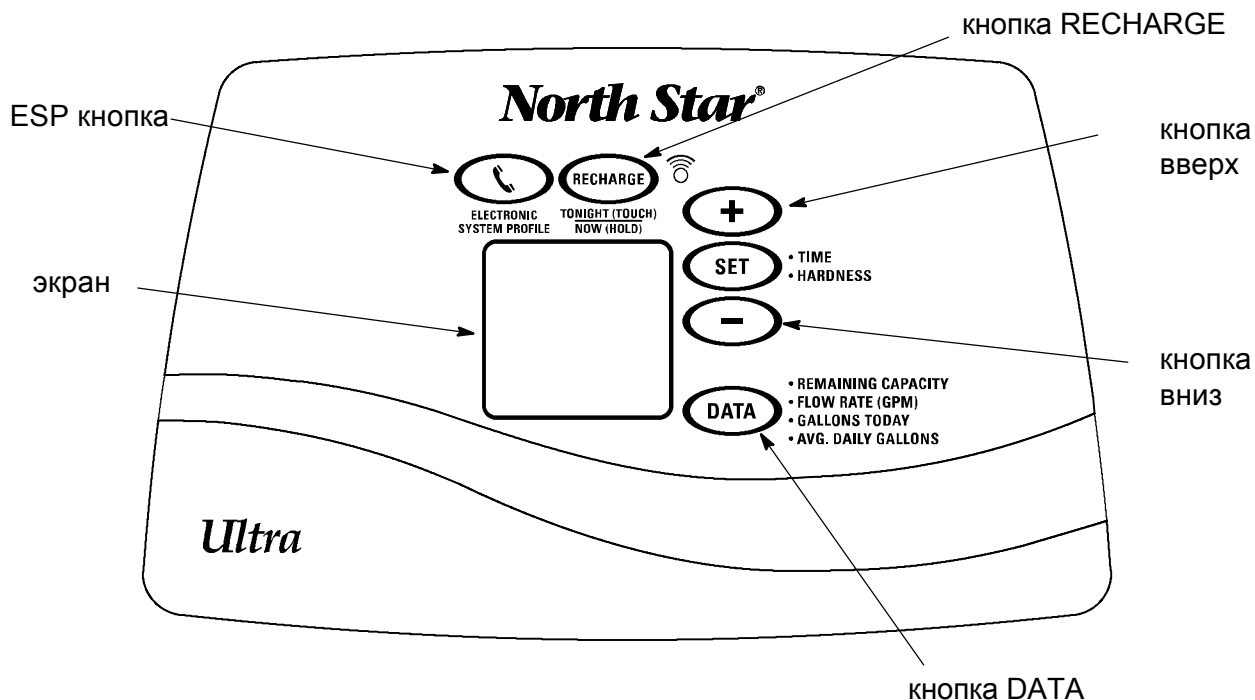 кнопка RECHARGE
North Star®
ESP кнопка
кнопка
вверх
RECHARGE
ELECTRONIC
SYSTEM PROFILE
TONIGHT (TOUCH)
NOW (HOLD)
+
SET
• TIME
• HARDNESS
экран
−
кнопка
вниз
DATA
• REMAINING CAPACITY
• FLOW RATE (GPM)
• GALLONS TODAY
• AVG. DAILY GALLONS
Ultra
кнопка DATA